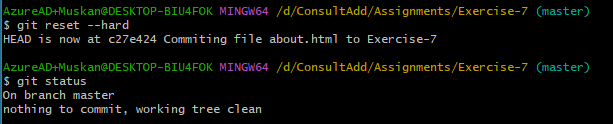 AzureAD+Muskan@DESKTOP-BIU4FOK MINGW64 /d/ConsultAdd/Assignments/Exercise-7 (master)
$ git reset --hard
HEAD is now at c27e424 Commiting file about.html to Exercise-7
AzureAD+Muskan@DESKTOP-BIU4FOK MINGW64 /d/ConsultAdd/Assignments/Exercise-7 (master)
$ git status
On branch master
nothing to commit, working tree clean